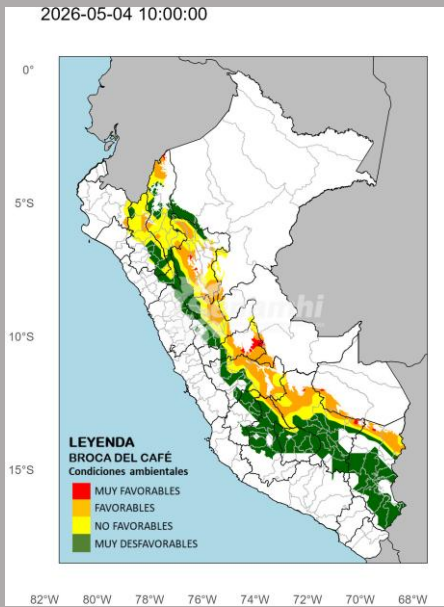 2026-05-04 10:00:00
0°
5°S
10°S
15°S
senamhi
LEYENDA
BROCA DEL CAFÉ
Condiciones ambientales
MUY FAVORABLES
FAVORABLES
NO FAVORABLES
MUY DESFAVORABLES
82°W 80°W 78°W 76°W 74°W 72°W 70°W 68°W